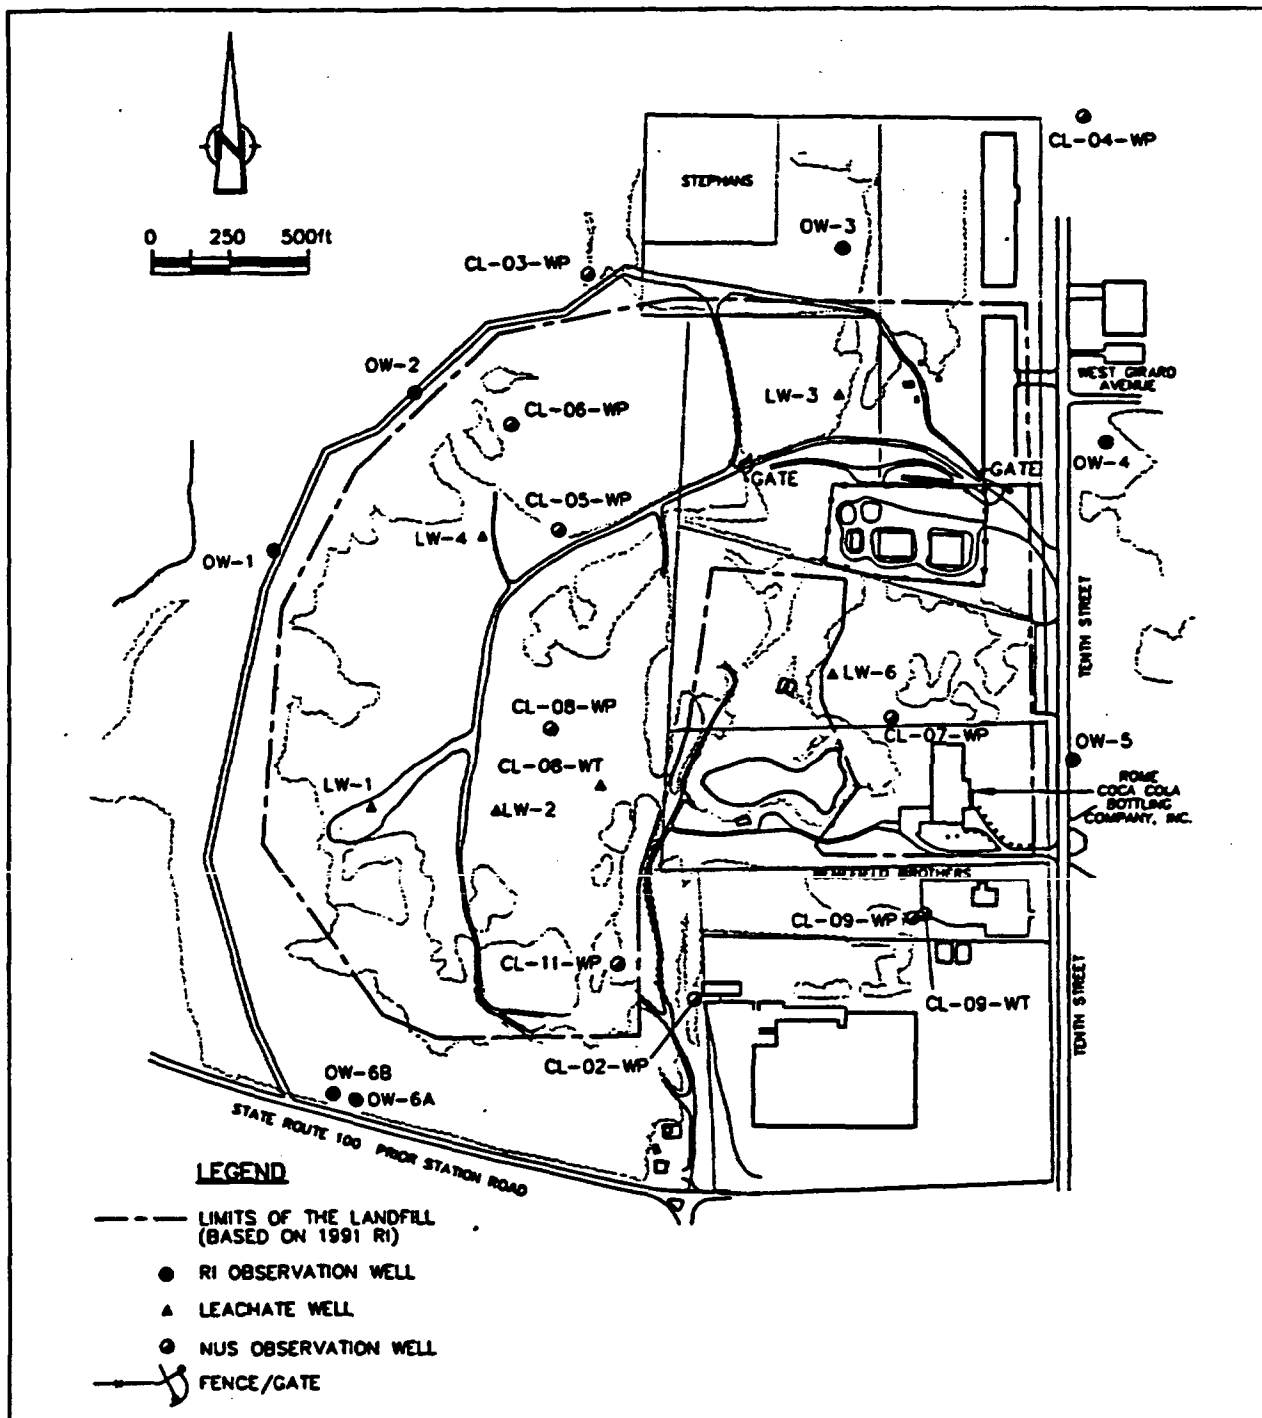 N
0 250 500ft
STEPHANS
CL-04-WP
OW-3
CL-03-WP
OW-2
LW-3
WEST GIRARD
AVENUE
CL-06-WP
OW-4
GATE
GATE
CL-05-WP
LW-4
OW-1
TENTH STREET
LW-6
CL-08-WP
CL-07-WP
OW-5
CL-08-WT
LW-1
LW-2
ROME
COCA COLA
BOTTLING
COMPANY, INC.
BROTHERS
CL-09-WP
CL-11-WP
CL-09-WT
TENTH STREET
CL-02-WP
OW-6B
OW-6A
STATE ROUTE 100 PRIOR STATION ROAD
LEGEND
LIMITS OF THE LANDFILL
(BASED ON 1991 RI)
RI OBSERVATION WELL
LEACHATE WELL
NUS OBSERVATION WELL
FENCE/GATE